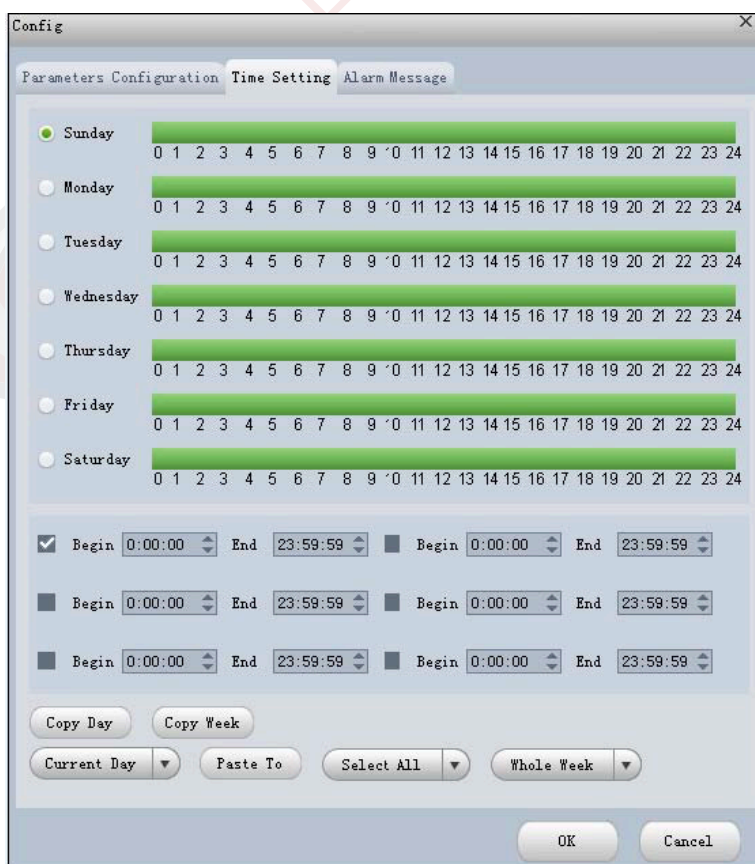 Config
Parameters Configuration Time Setting Alarm Message
Sunday
0 1 2 3 4 5 6 7 8 9 10 11 12 13 14 15 16 17 18 19 20 21 22 23 24
Monday
0 1 2 3 4 5 6 7 8 9 10 11 12 13 14 15 16 17 18 19 20 21 22 23 24
Tuesday
0 1 2 3 4 5 6 7 8 9 10 11 12 13 14 15 16 17 18 19 20 21 22 23 24
Wednesday
0 1 2 3 4 5 6 7 8 9 10 11 12 13 14 15 16 17 18 19 20 21 22 23 24
Thursday
0 1 2 3 4 5 6 7 8 9 10 11 12 13 14 15 16 17 18 19 20 21 22 23 24
Friday
0 1 2 3 4 5 6 7 8 9 10 11 12 13 14 15 16 17 18 19 20 21 22 23 24
Saturday
0 1 2 3 4 5 6 7 8 9 10 11 12 13 14 15 16 17 18 19 20 21 22 23 24
Begin 0:00:00 End 23:59:59 Begin 0:00:00 End 23:59:59
Begin 0:00:00 End 23:59:59 Begin 0:00:00 End 23:59:59
Begin 0:00:00 End 23:59:59 Begin 0:00:00 End 23:59:59
Copy Day Copy Week
Current Day Paste To Select All Whole Week
OK Cancel